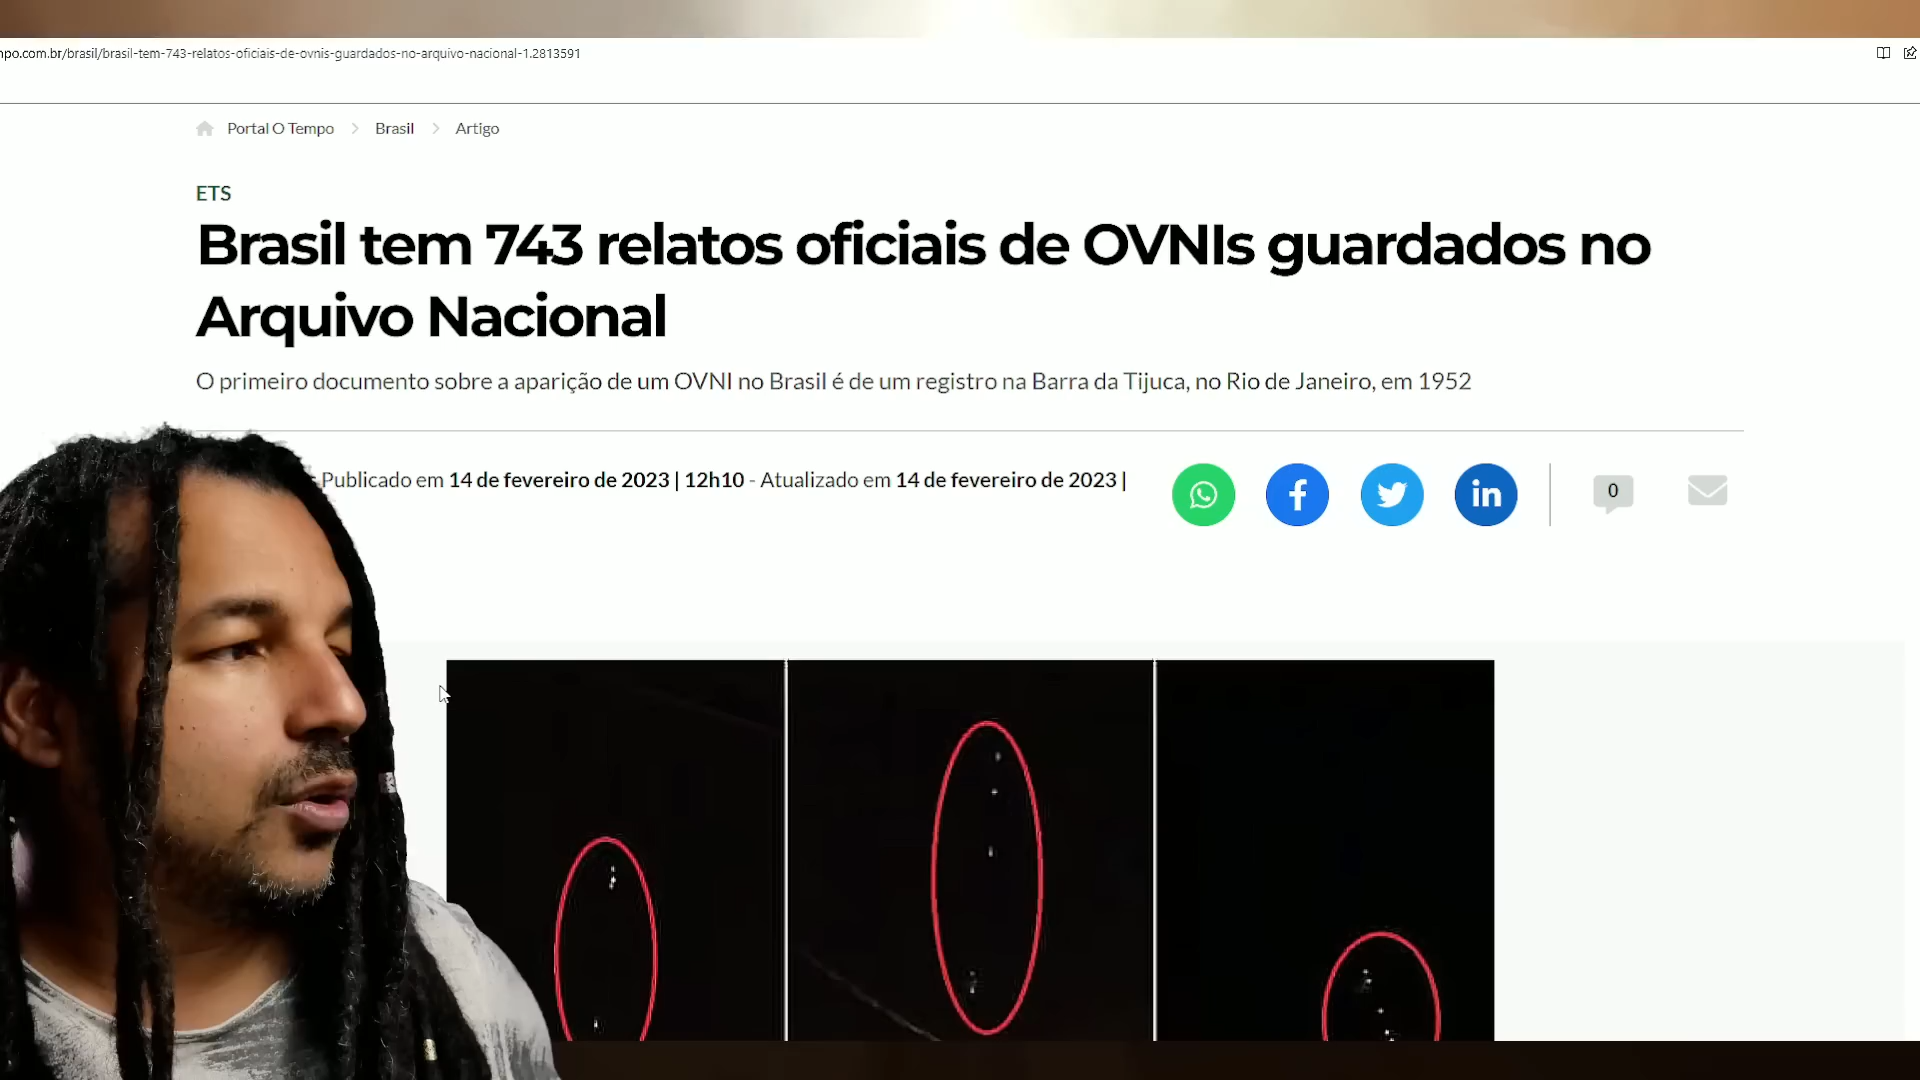 npo.com.br/brasil/brasil-tem-743-relatos-oficiais-de-ovnis-guardados-no-arquivo-nacional-1.2813591
Portal O Tempo > Brasil > Artigo
ETS
Brasil tem 743 relatos oficiais de OVNIs guardados no
Arquivo Nacional
O primeiro documento sobre a aparição de um OVNI no Brasil é de um registro na Barra da Tijuca, no Rio de Janeiro, em 1952
Publicado em 14 de fevereiro de 2023 | 12h10 - Atualizado em 14 de fevereiro de 2023 |
0